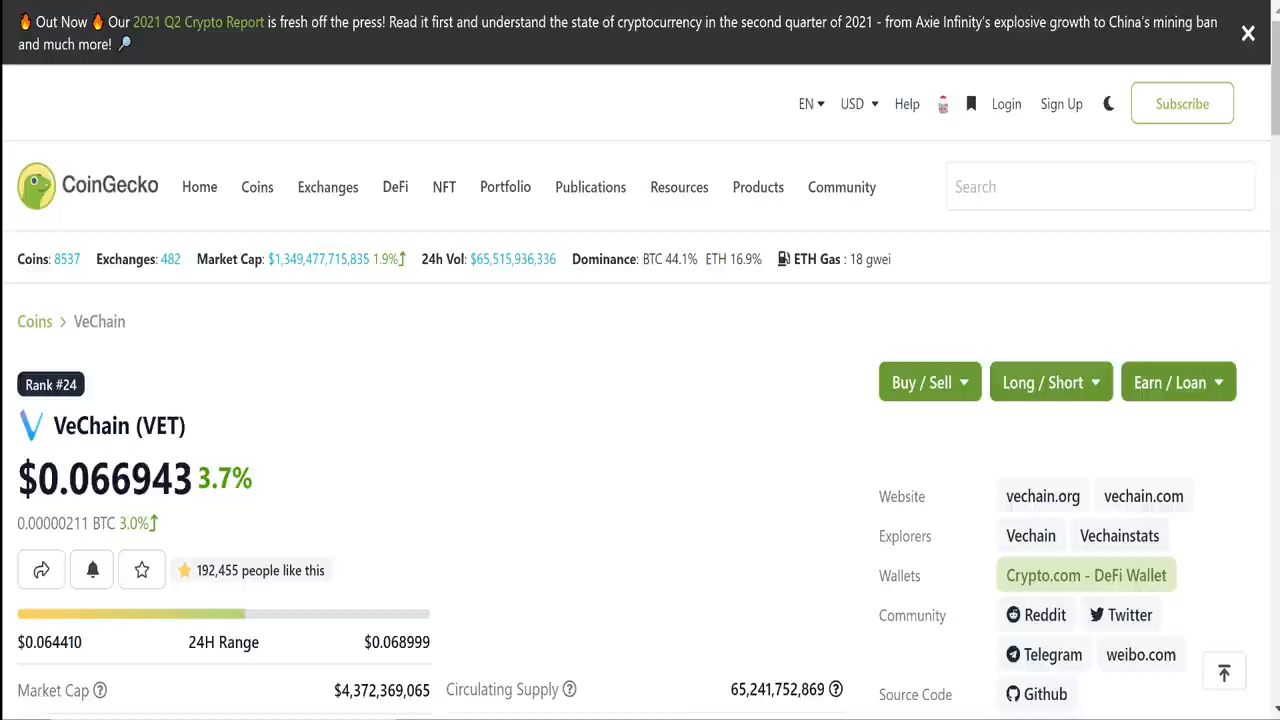 🔥 Out Now 🔥 Our 2021 Q2 Crypto Report is fresh off the press! Read it first and understand the state of cryptocurrency in the second quarter of 2021 - from Axie Infinity's explosive growth to China's mining ban
and much more! 🔎
EN USD Help Login Sign Up Subscribe
CoinGecko Home Coins Exchanges DeFi NFT Portfolio Publications Resources Products Community Search
Coins: 8537 Exchanges: 482 Market Cap: $1,349,477,715,835 1.9% 24h Vol: $65,515,936,336 Dominance: BTC 44.1% ETH 16.9% ETH Gas : 18 gwei
Coins > VeChain
Rank #24
Buy / Sell Long / Short Earn / Loan
VeChain (VET)
$0.066943 3.7%
0.00000211 BTC 3.0%
192,455 people like this
$0.064410 24H Range $0.068999
Market Cap $4,372,369,065
Circulating Supply 65,241,752,869
Website vechain.org vechain.com
Explorers Vechain Vechainstats
Wallets Crypto.com - DeFi Wallet
Community Reddit Twitter
Telegram weibo.com
Source Code Github